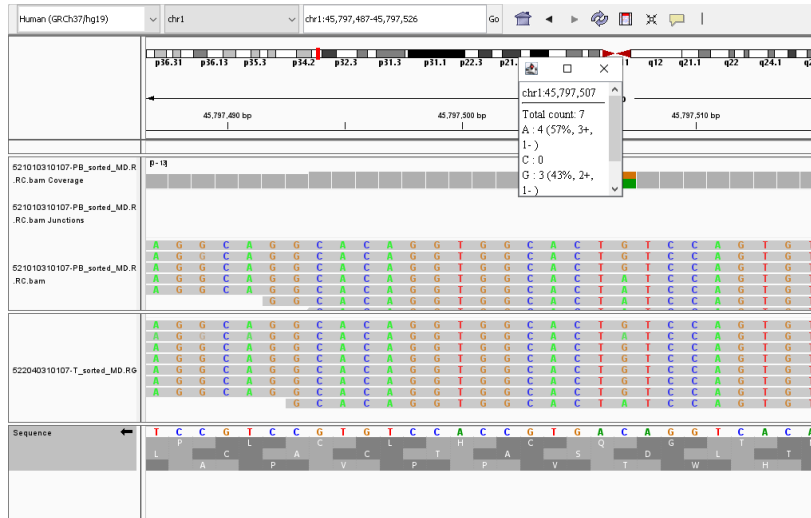 Human (GRCh37/hg19)
chr1
chr1:45,797,487-45,797,526
Go
p36.31 p36.13 p35.3 p34.2 p32.3 p31.3 p31.1 p22.3 q12 q21.1 q22 q24.1
chr1:45,797,507
Total count: 7
A : 4 (57%, 3+,
1- )
C : 0
G : 3 (43%, 2+,
1- )
45,797,490 bp 45,797,500 bp 45,797,510 bp
521010310107-PB_sorted_MD.R
.RC.bam Coverage
[0 - 13]
521010310107-PB_sorted_MD.R
.RC.bam Junctions
521010310107-PB_sorted_MD.R
.RC.bam
A G G C A G G C A C A G G T G G C A C T G T C C A G T G T
A G G C A G G C A C A G G T G G C A C T G T C C A G T G T
A G G C A G G C A C A G G T G G C A C T G T C C A G T G T
A G G C A G G C A C A G G T G G C A C T A T C C A G T G T
A G G C A G G C A C A G G T G G C A C T A T C C A G T G T
G G C A C A G G T G G C A C T A T C C A G T G T
522040310107-T_sorted_MD.RG
A G G C A G G C A C A G G T G G C A C T G T C C A G T G T
A G G C A G G C A C A G G T G G C A C T A T C C A G T G T
A G G C A G G C A C A G G T G G C A C T G T C C A G T G T
A G G C A G G C A C A G G T G G C A C T G T C C A G T G T
A G G C A G G C A C A G G T G G C A C T G T C C A G T G T
A G G C A G G C A C A G G T G G C A C T G T C C A G T G T
A G G C A G G C A C A G G T G G C A C T G T C C A G T G T
G C A C A G G T G G C A C T A T C C A G T G T
Sequence
T C C G T C C G T G T C C A C C G T G A C A G G T C A C A
P L C L H C Q G T
L C A C T A S D L T
A P V P P V T W H